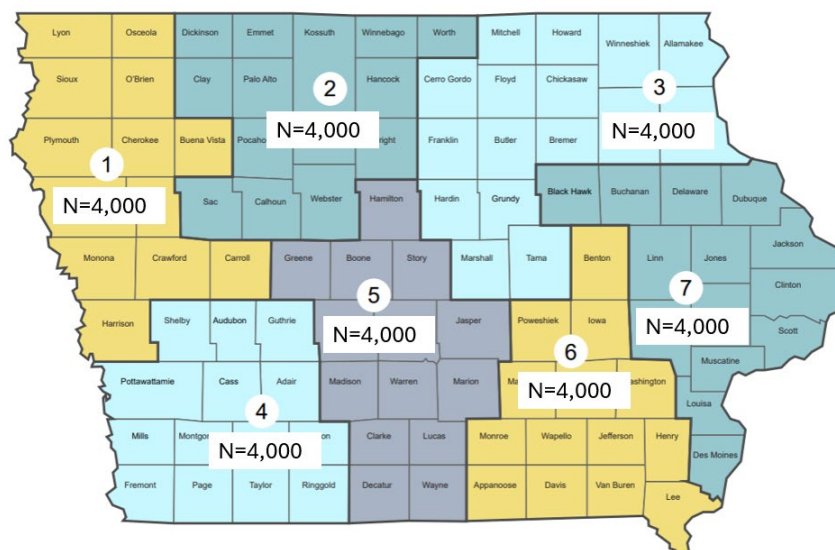 Lyon Osceola Dickinson Emmet Kossuth Winnebago Worth Mitchell Howard Winneshiek Allamakee
Sioux O'Brien Clay Palo Alto 2 Hancock Cerro Gordo Floyd Chickasaw 3
N=4,000 N=4,000
Plymouth Cherokee Buena Vista Franklin Butler Bremer
1
N=4,000 Sac Calhoun Webster Hamilton Hardin Grundy Black Hawk Buchanan Delaware Dubuque
Monona Crawford Carroll Greene Boone Story Marshall Tama Benton Linn Jones Jackson
Clinton
5 7
Harrison Shelby Audubon Guthrie N=4,000 Jasper Poweshiek Iowa N=4,000 Scott
6 Muscatine
Pottawattamie Cass Adair Madison Warren Marion N=4,000
4 Louisa
Mills N=4,000 Clarke Lucas Monroe Wapello Jefferson Henry
Des Moines
Fremont Page Taylor Ringgold Decatur Wayne Appanoose Davis Van Buren Lee